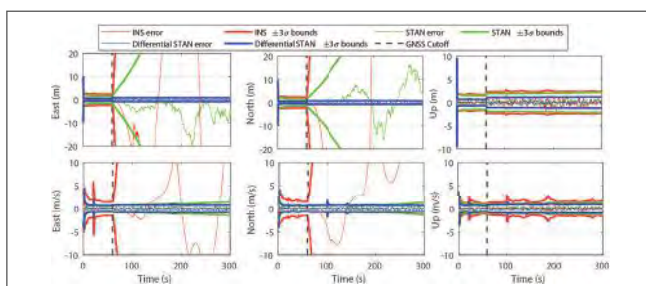 INS error INS ±3σ bounds STAN error STAN ±3σ bounds
Differential STAN error Differential STAN ±3σ bounds GNSS Cutoff
East (m) 20 10 0 -10 -20
North (m) 20 10 0 -10 -20
Up (m) 10 5 0 -5 -10
East (m/s) 10 5 0 -5 -10
North (m/s) 10 5 0 -5 -10
Up (m/s) 10 5 0 -5 -10
0 100 200 300 0 100 200 300 0 100 200 300
Time (s) Time (s) Time (s)